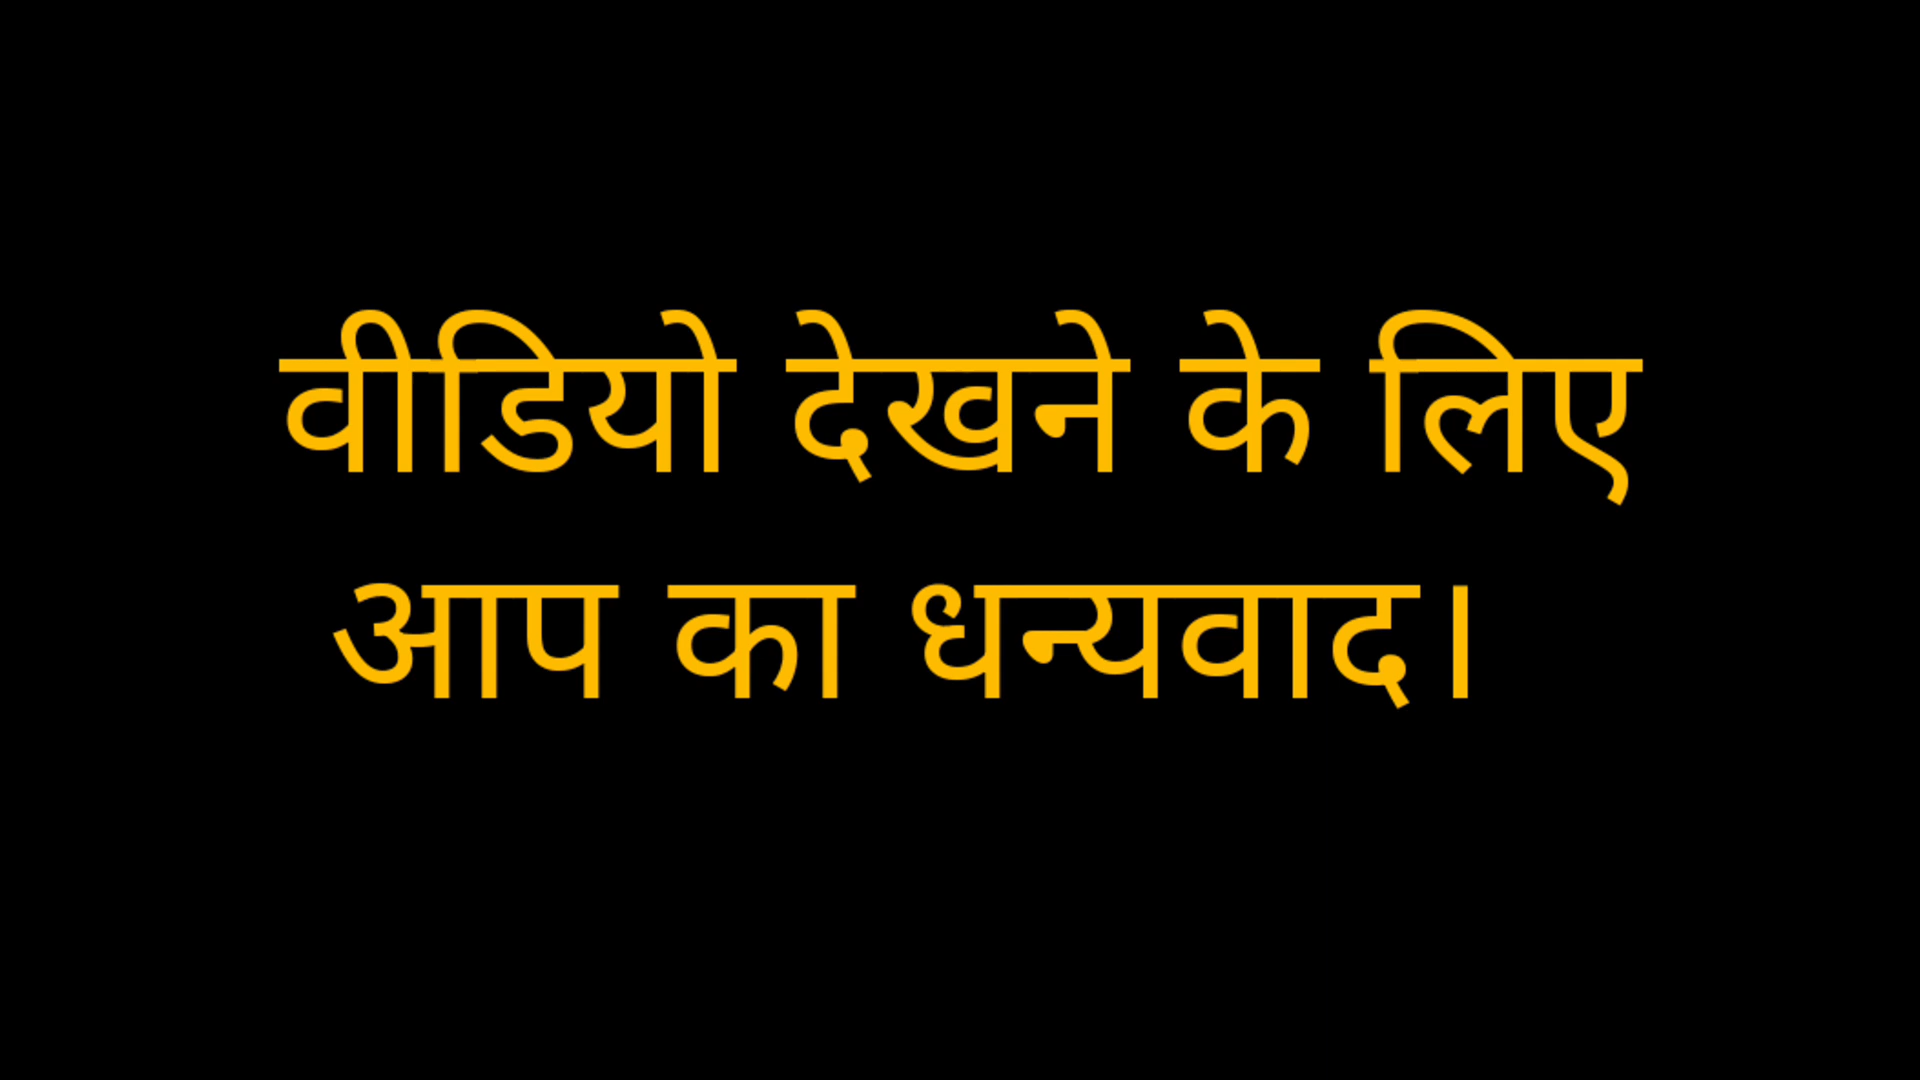 वीडियो देखने के लिए
आप का धन्यवाद।